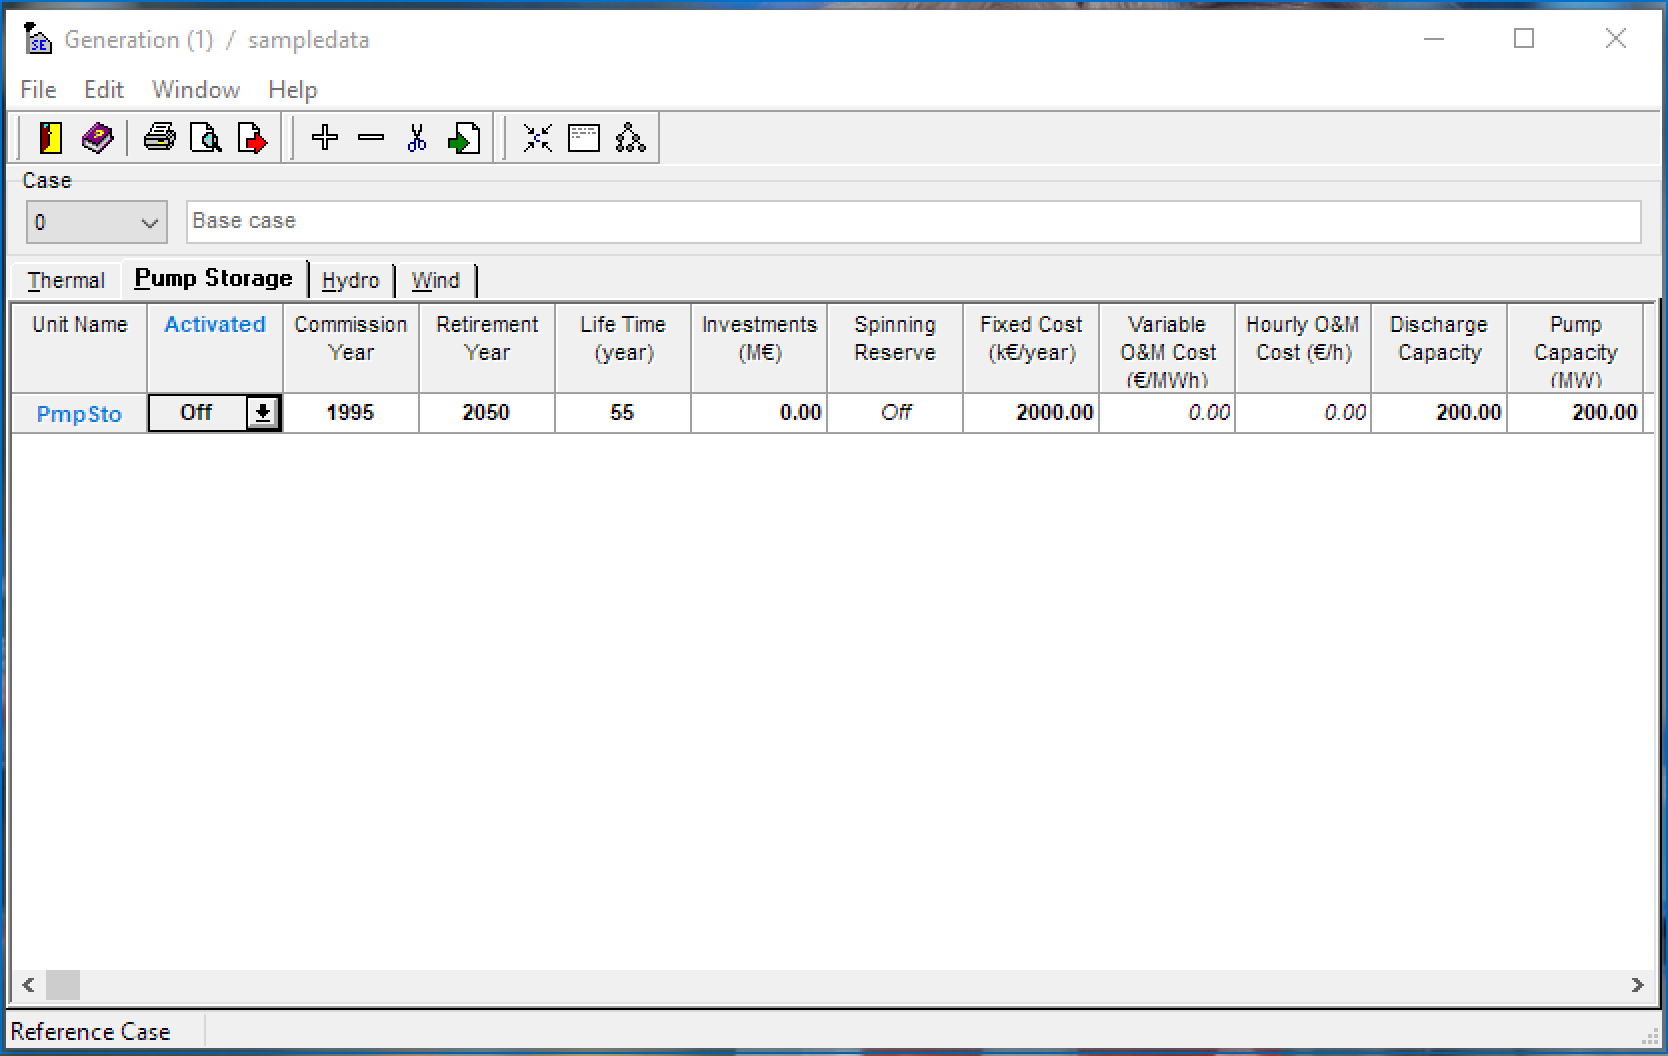 Generation (1) / sampledata
File Edit Window Help
Case
0 Base case
Thermal Pump Storage Hydro Wind
Unit Name Activated Commission Year Retirement Year Life Time (year) Investments (M€) Spinning Reserve Fixed Cost (k€/year) Variable O&M Cost (€/MWh) Hourly O&M Cost (€/h) Discharge Capacity Pump Capacity (MW)
PmpSto Off 1995 2050 55 0.00 Off 2000.00 0.00 0.00 200.00 200.00
Reference Case